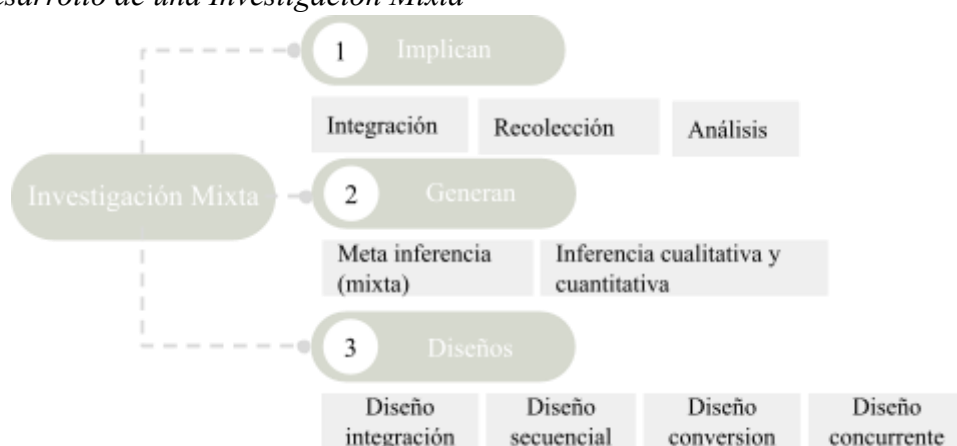 desarrollo de una Investigación Mixta
1 Implican
Integración Recolección Análisis
Investigación Mixta
2 Generan
Meta inferencia
(mixta)
Inferencia cualitativa y
cuantitativa
3 Diseños
Diseño
integración
Diseño
secuencial
Diseño
conversion
Diseño
concurrente